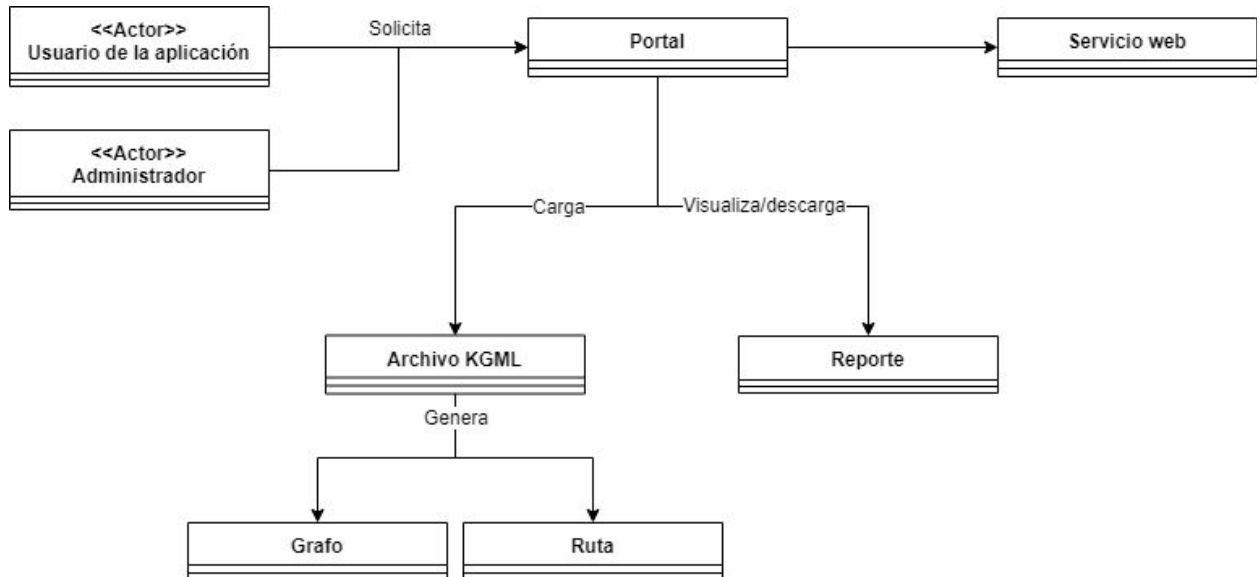 <<Actor>>
Usuario de la aplicación
Solicita
Portal
Servicio web
<<Actor>>
Administrador
Carga
Visualiza/descarga
Archivo KGML
Reporte
Genera
Grafo
Ruta